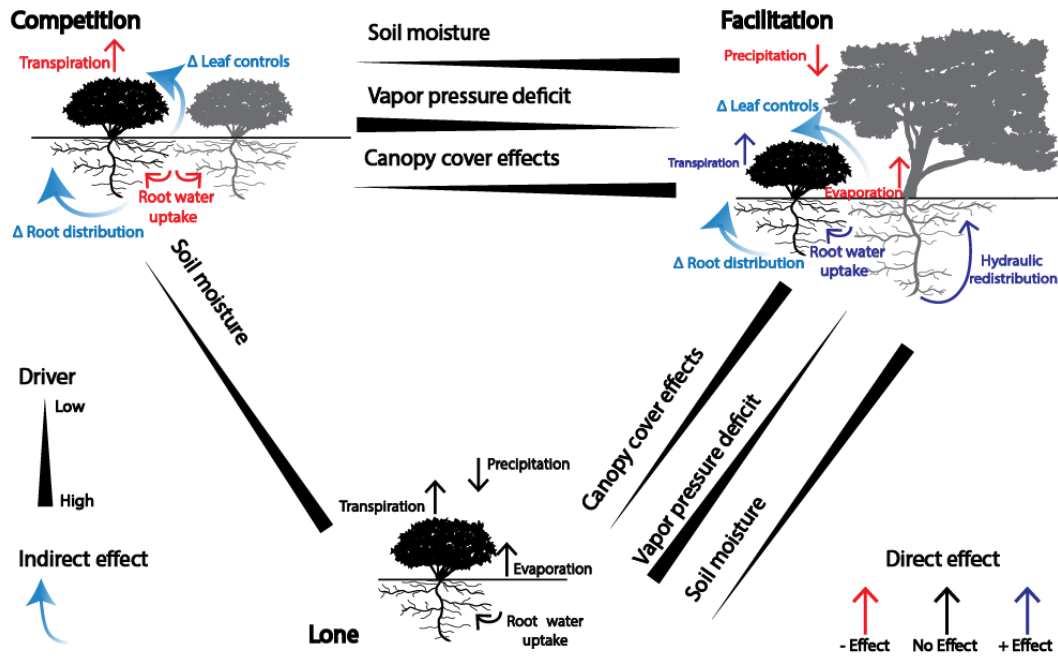 Competition
Transpiration
Δ Leaf controls
Root water
uptake
Δ Root distribution
Soil moisture
Vapor pressure deficit
Canopy cover effects
Facilitation
Precipitation
Δ Leaf controls
Transpiration
Evaporation
Root water
uptake
Δ Root distribution
Hydraulic
redistribution
Soil moisture
Canopy cover effects
Vapor pressure deficit
Soil moisture
Driver
Low
High
Indirect effect
Precipitation
Transpiration
Evaporation
Root water
uptake
Lone
Direct effect
- Effect
No Effect
+ Effect